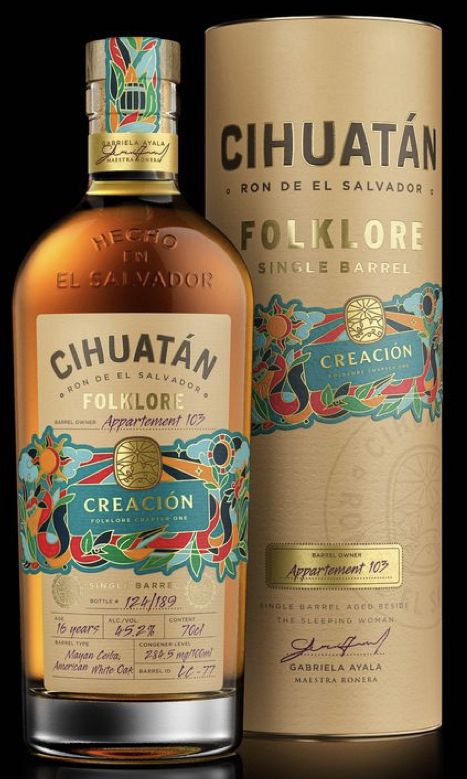 GABRIELA AYALA
MAESTRA RONERA
HECHO
EN
EL SALVADOR
CIHUATÁN
RON DE EL SALVADOR
FOLKLORE
BARREL OWNER Appartement 103
CREACIÓN
FOLKLORE CHAPTER ONE
SINGLE BARRE
BOTTLE # 124/189
AGE ALC./VOL. CONTENT
16 years 45.2% 70cl
BARREL TYPE CONGENER LEVEL
Mayan Ceiba, 284.5 mg/100ml
American White Oak BARREL ID LC-77
CIHUATÁN
RON DE EL SALVADOR
FOLKLORE
SINGLE BARREL
CREACIÓN
FOLKLORE CHAPTER ONE
BARREL OWNER
Appartement 103
SINGLE BARREL AGED BESIDE
THE SLEEPING WOMAN
GABRIELA AYALA
MAESTRA RONERA